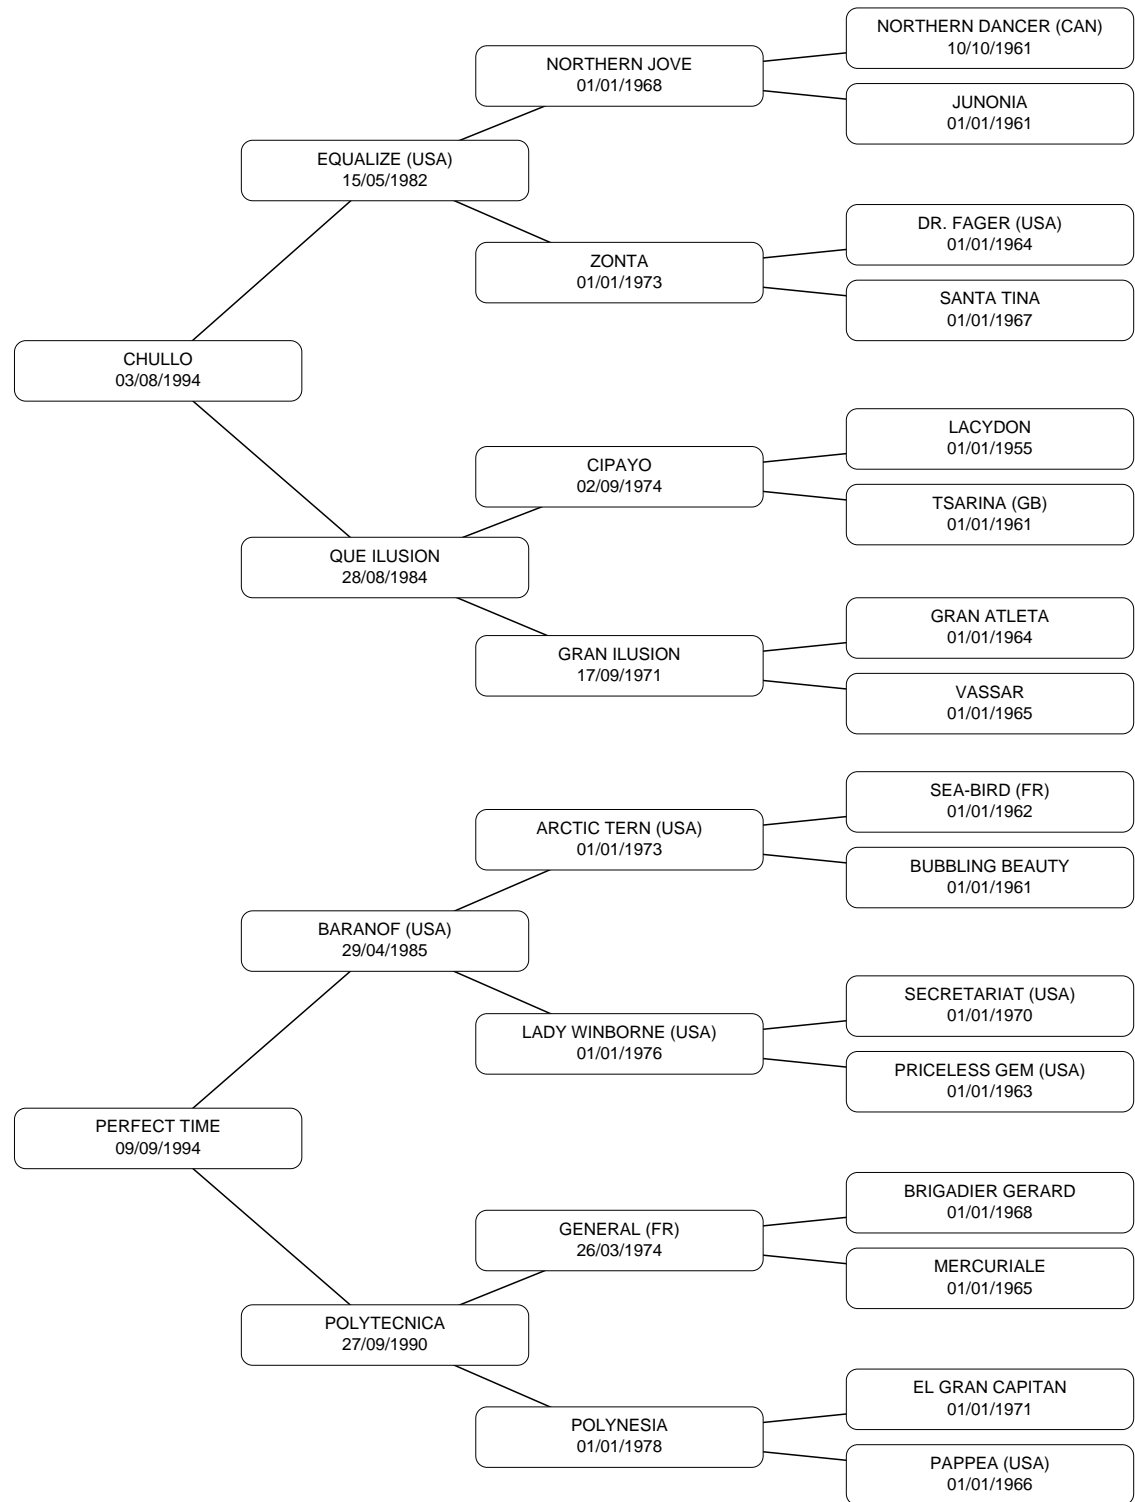 NORTHERN DANCER (CAN)
10/10/1961
NORTHERN JOVE
01/01/1968
JUNONIA
01/01/1961
EQUALIZE (USA)
15/05/1982
DR. FAGER (USA)
01/01/1964
ZONTA
01/01/1973
SANTA TINA
01/01/1967
CHULLO
03/08/1994
LACYDON
01/01/1955
CIPAYO
02/09/1974
TSARINA (GB)
01/01/1961
QUE ILUSION
28/08/1984
GRAN ATLETA
01/01/1964
GRAN ILUSION
17/09/1971
VASSAR
01/01/1965
SEA-BIRD (FR)
01/01/1962
ARCTIC TERN (USA)
01/01/1973
BUBBLING BEAUTY
01/01/1961
BARANOF (USA)
29/04/1985
SECRETARIAT (USA)
01/01/1970
LADY WINBORNE (USA)
01/01/1976
PRICELESS GEM (USA)
01/01/1963
PERFECT TIME
09/09/1994
BRIGADIER GERARD
01/01/1968
GENERAL (FR)
26/03/1974
MERCURIALE
01/01/1965
POLYTECNICA
27/09/1990
EL GRAN CAPITAN
01/01/1971
POLYNESIA
01/01/1978
PAPPEA (USA)
01/01/1966